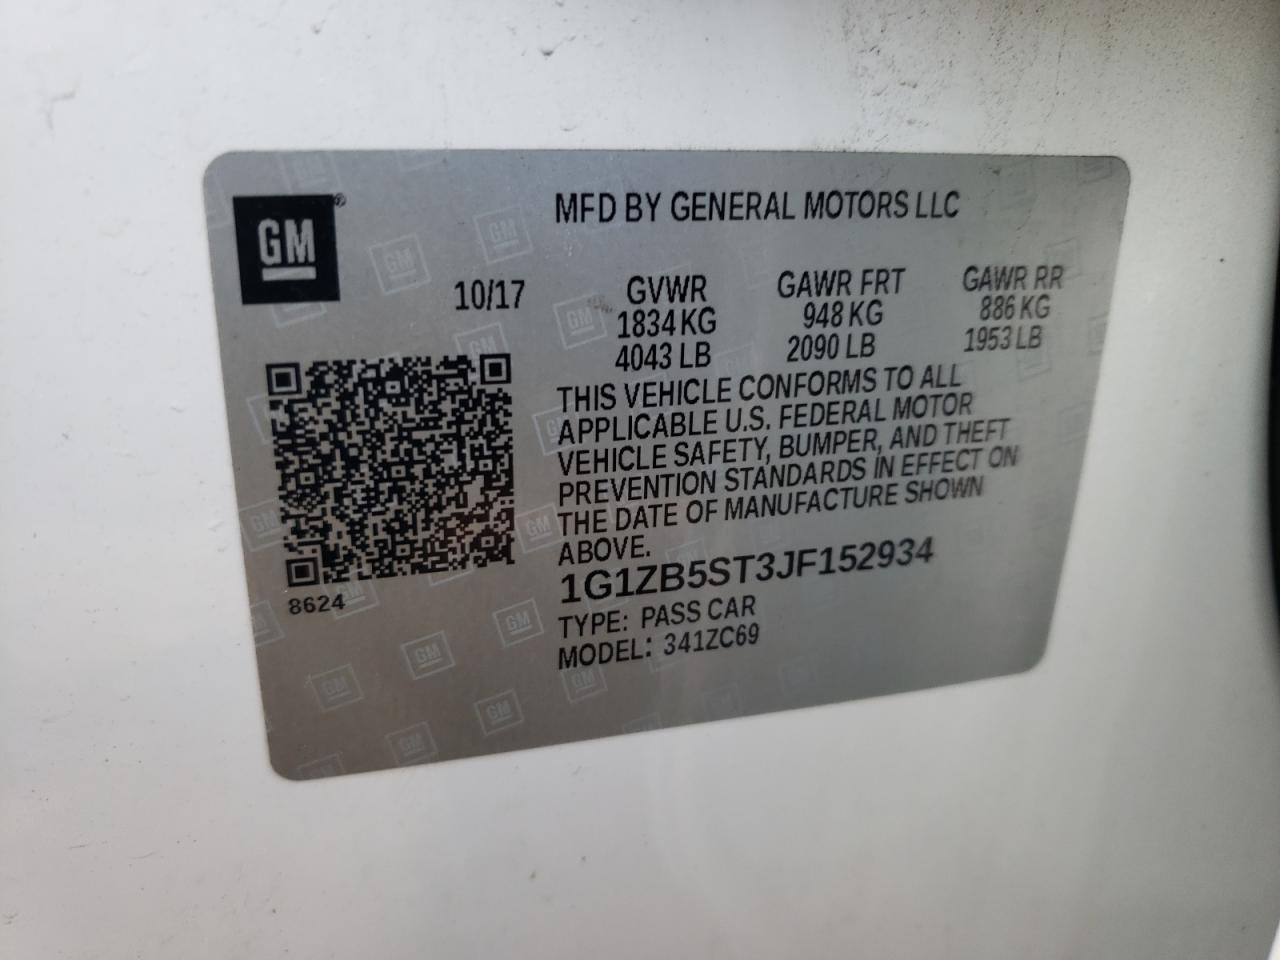 GM®
MFD BY GENERAL MOTORS LLC
10/17
GVWR GAWR FRT GAWR RR
1834 KG 948 KG 886 KG
4043 LB 2090 LB 1953 LB
THIS VEHICLE CONFORMS TO ALL
APPLICABLE U.S. FEDERAL MOTOR
VEHICLE SAFETY, BUMPER, AND THEFT
PREVENTION STANDARDS IN EFFECT ON
THE DATE OF MANUFACTURE SHOWN
ABOVE.
1G1ZB5ST3JF152934
TYPE: PASS CAR
MODEL: 341ZC69
8624